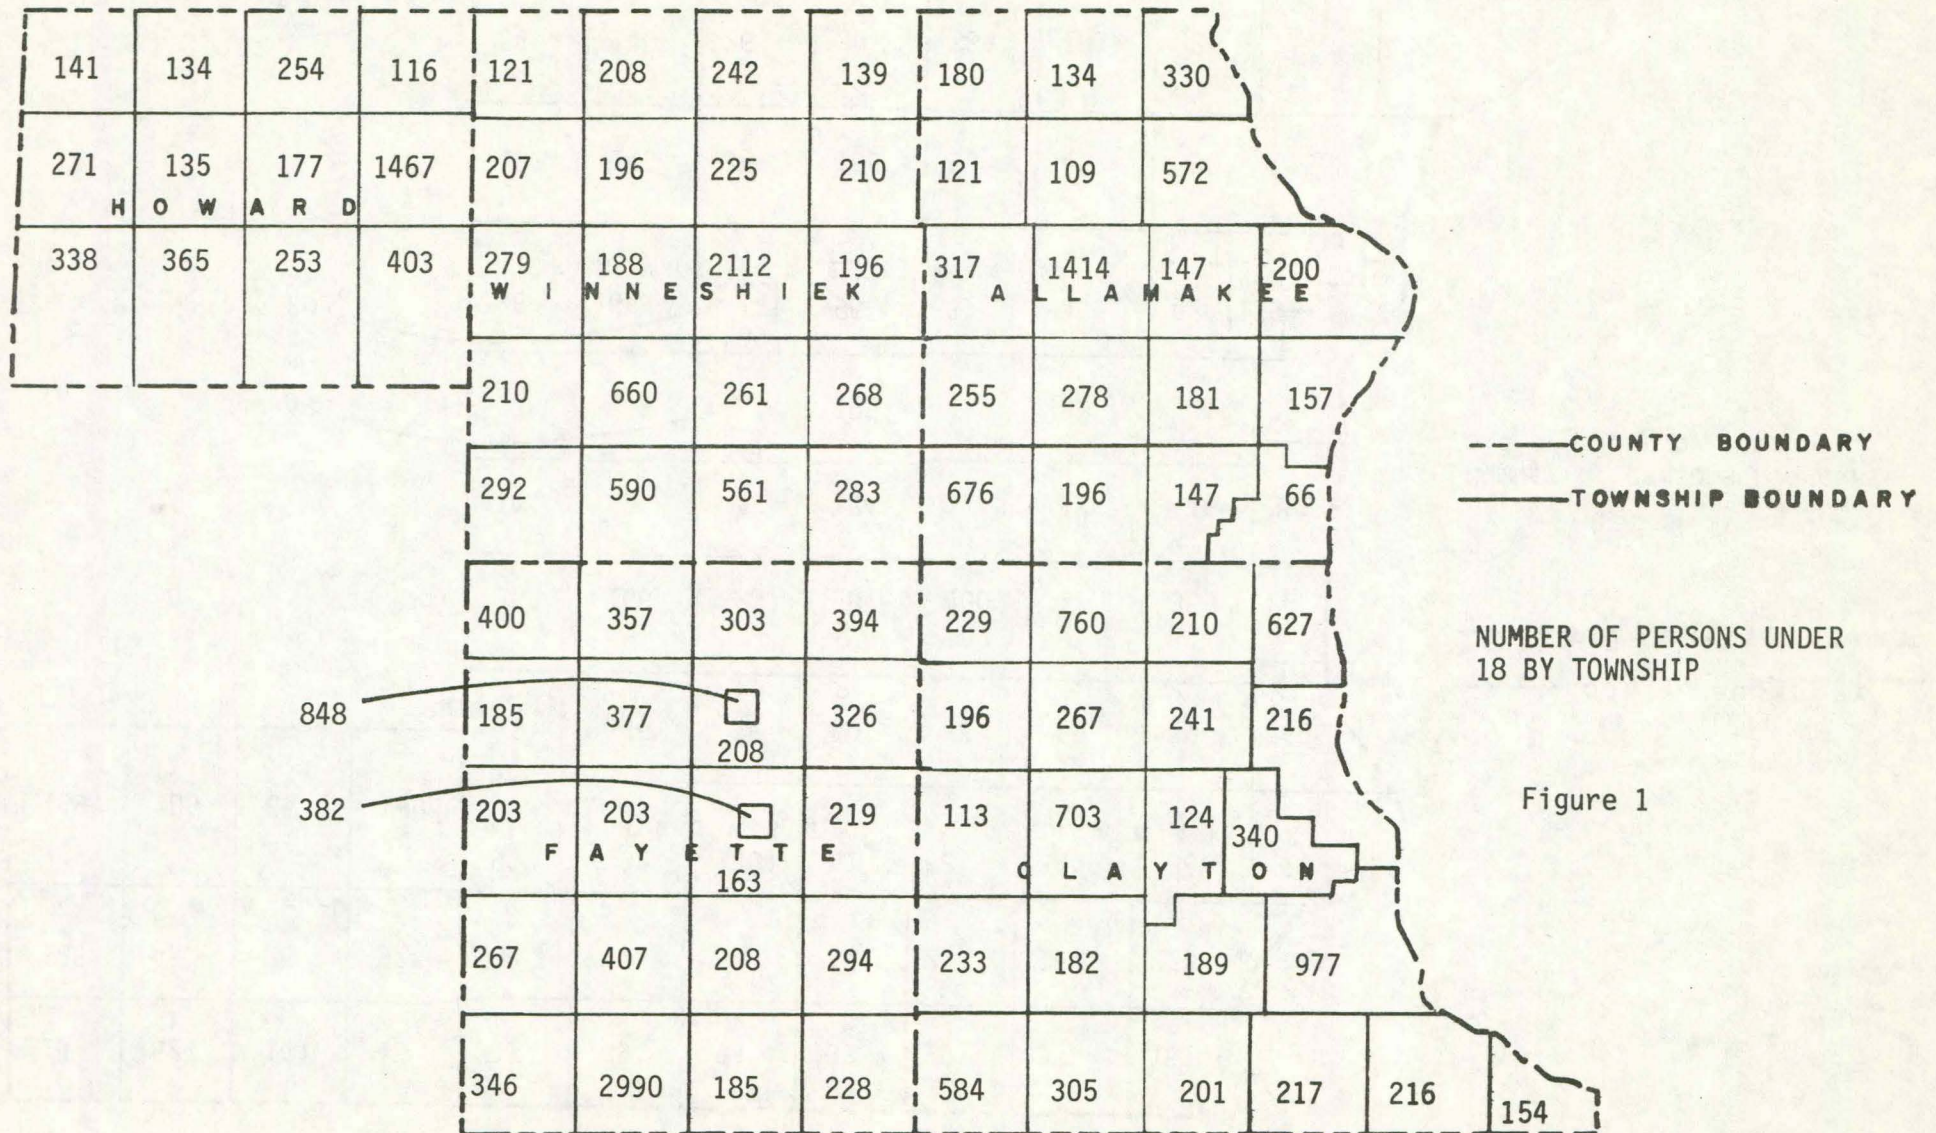 141 134 254 116 121 208 242 139 180 134 330
271 135 177 1467 207 196 225 210 121 109 572
HOWARD
338 365 253 403 279 188 2112 196 317 1414 147 200
WINNESHIEK ALLAMAKEE
210 660 261 268 255 278 181 157
COUNTY BOUNDARY
292 590 561 283 676 196 147 66
TOWNSHIP BOUNDARY
400 357 303 394 229 760 210 627
NUMBER OF PERSONS UNDER
18 BY TOWNSHIP
848 185 377 326 196 267 241 216
208
Figure 1
382 203 203 219 113 703 124 340
FAYETTE CLAYTON
163
267 407 208 294 233 182 189 977
346 2990 185 228 584 305 201 217 216 154